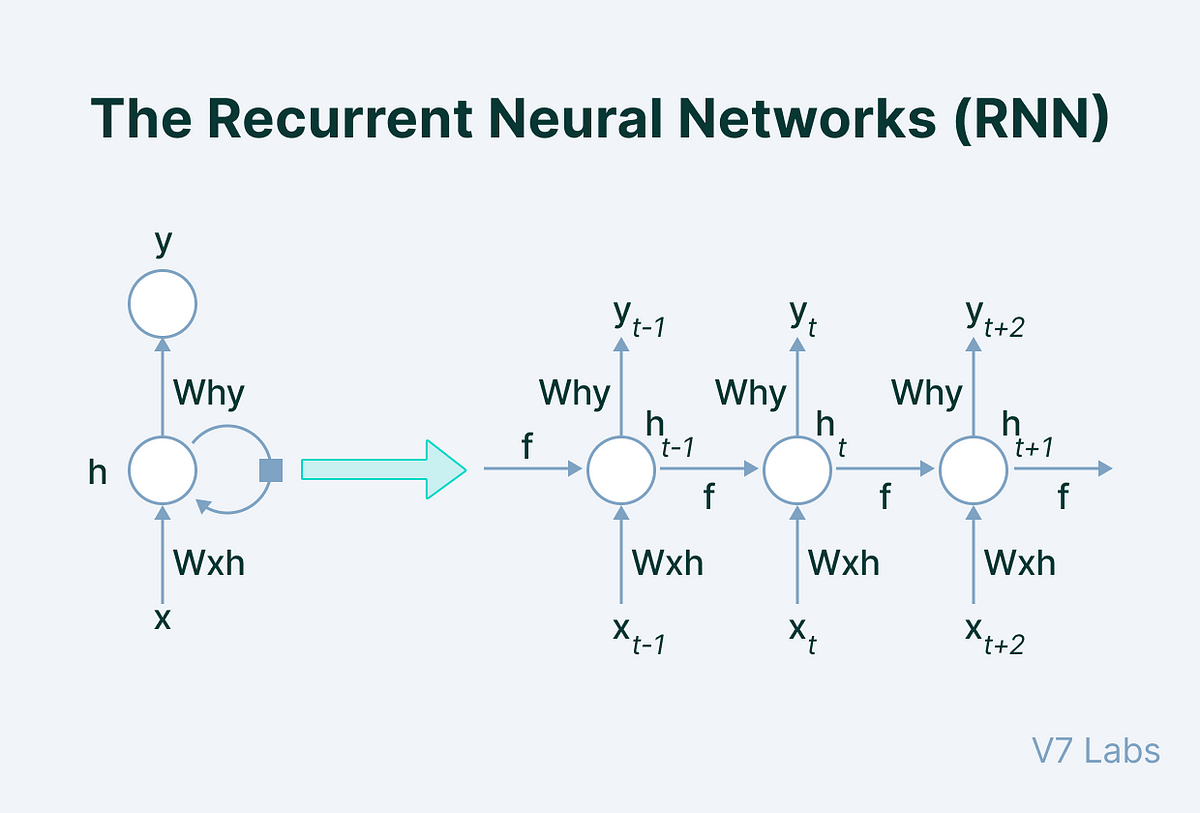 The Recurrent Neural Networks (RNN)
y
Why
h
Wxh
x
y t-1 y t y t+2
Why Why Why
h t-1 h t h t+1
f f f f
Wxh Wxh Wxh
x t-1 x t x t+2
V7 Labs